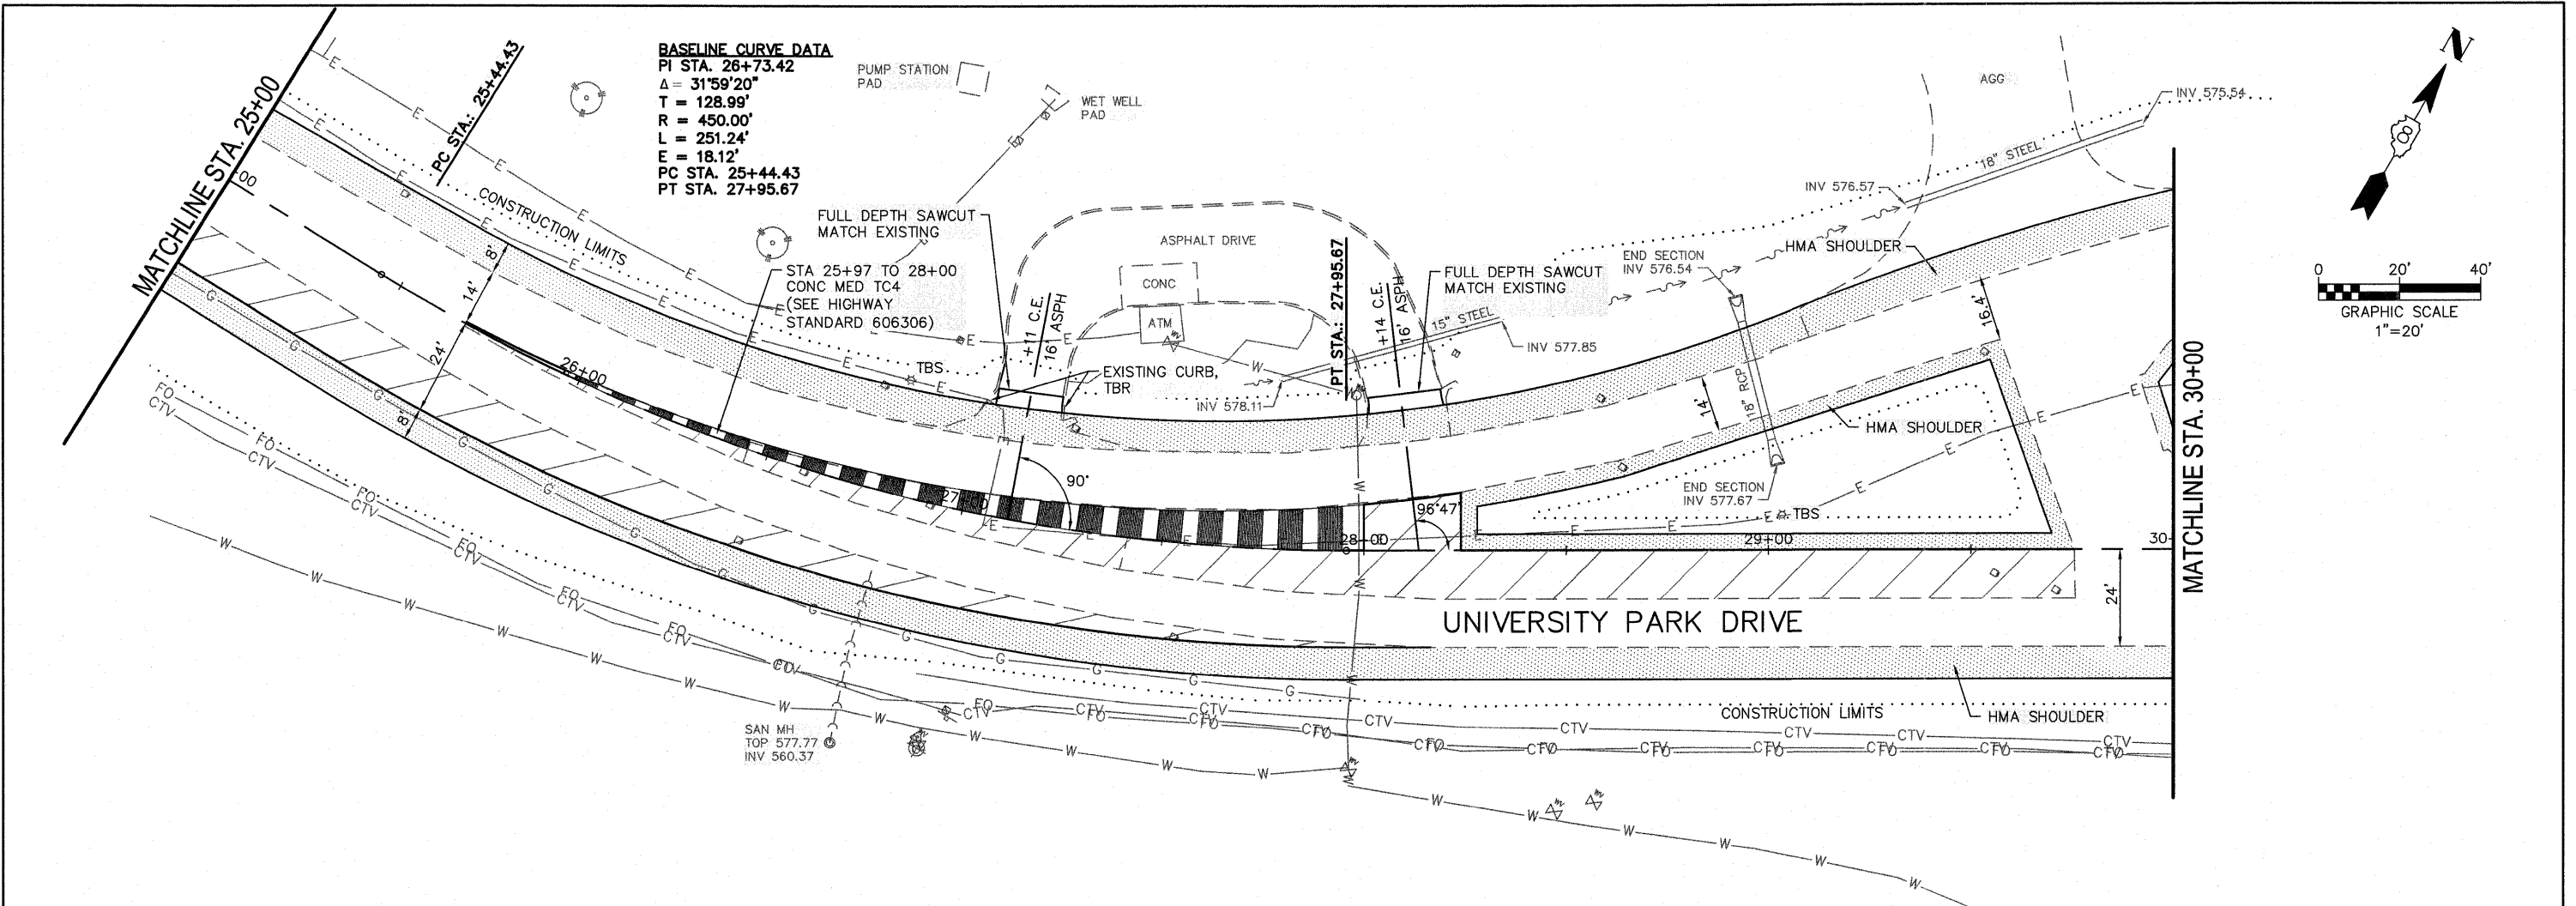 BASELINE CURVE DATA
PI STA. 26+73.42
Δ= 31°59'20"
T = 128.99'
R = 450.00'
L = 251.24'
E = 18.12'
PC STA. 25+44.43
PT STA. 27+95.67
MATCHLINE STA. 25+00
00
PC STA.: 25+44.43
CONSTRUCTION LIMITS
PUMP STATION
PAD
WET WELL
PAD
FULL DEPTH SAWCUT
MATCH EXISTING
STA 25+97 TO 28+00
CONC MED TC4
(SEE HIGHWAY
STANDARD 606306)
ASPHALT DRIVE
CONC
ATM
+11 C.E.
16' ASPH
TBS
EXISTING CURB,
TBR
INV 578.11
PT STA.: 27+95.67
+14 C.E.
16' ASPH
FULL DEPTH SAWCUT
MATCH EXISTING
15" STEEL
INV 577.85
END SECTION
INV 576.54
HMA SHOULDER
INV 576.57
18" STEEL
INV 575.54
AGG
N
0 20' 40'
GRAPHIC SCALE
1"=20'
8'
14'
24'
8'
26+00
27+00
90°
28+00
96°47'
14'
18" RCP
16.4'
HMA SHOULDER
END SECTION
INV 577.67
TBS
29+00
30
24'
MATCHLINE STA. 30+00
UNIVERSITY PARK DRIVE
CONSTRUCTION LIMITS
HMA SHOULDER
SAN MH
TOP 577.77
INV 560.37
E
G
W
FO
CTV